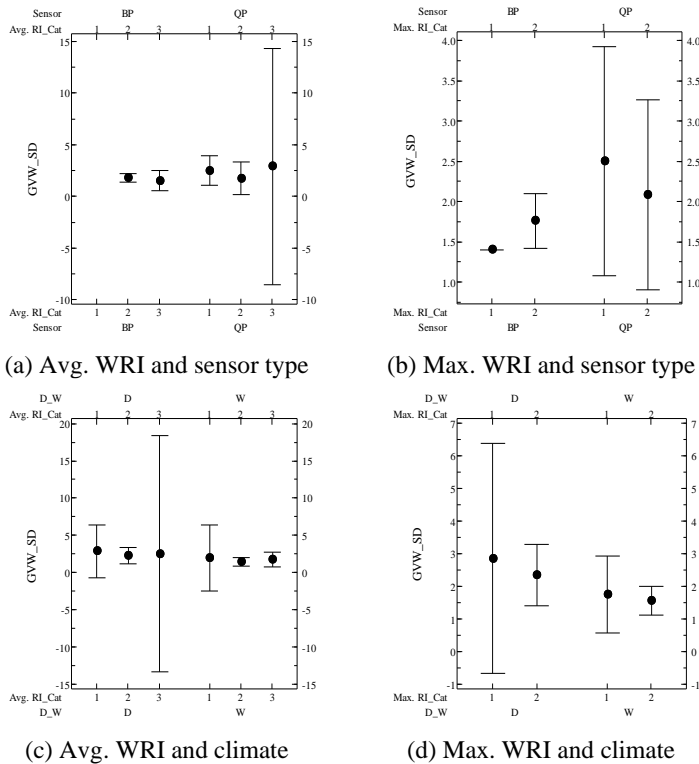 Sensor BP QP
Avg. RI_Cat 1 2 3 1 2 3
15 15
10 10
5 5
GVW_SD
0 0
-5 -5
-10 -10
Avg. RI_Cat 1 2 3 1 2 3
Sensor BP QP
(a) Avg. WRI and sensor type
Sensor BP QP
Max. RI_Cat 1 2 1 2
4.0 4.0
3.5 3.5
3.0 3.0
GVW_SD
2.5 2.5
2.0 2.0
1.5 1.5
1.0 1.0
Max. RI_Cat 1 2 1 2
Sensor BP QP
(b) Max. WRI and sensor type
D_W D W
Avg. RI_Cat 1 2 3 1 2 3
20 20
15 15
10 10
5 5
GVW_SD
0 0
-5 -5
-10 -10
-15 -15
Avg. RI_Cat 1 2 3 1 2 3
D_W D W
(c) Avg. WRI and climate
D_W D W
Max. RI_Cat 1 2 1 2
7 7
6 6
5 5
4 4
3 3
GVW_SD
2 2
1 1
0 0
-1 -1
Max. RI_Cat 1 2 1 2
D_W D W
(d) Max. WRI and climate